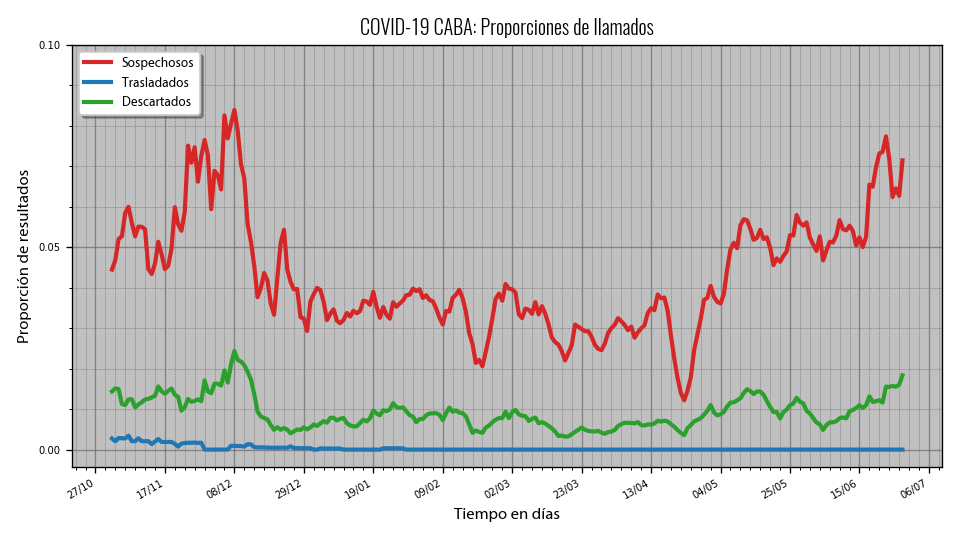 COVID-19 CABA: Proporciones de llamados
Sospechosos
Trasladados
Descartados
Proporción de resultados
0.10
0.05
0.00
27/10
17/11
08/12
29/12
19/01
09/02
02/03
23/03
13/04
04/05
25/05
15/06
06/07
Tiempo en días